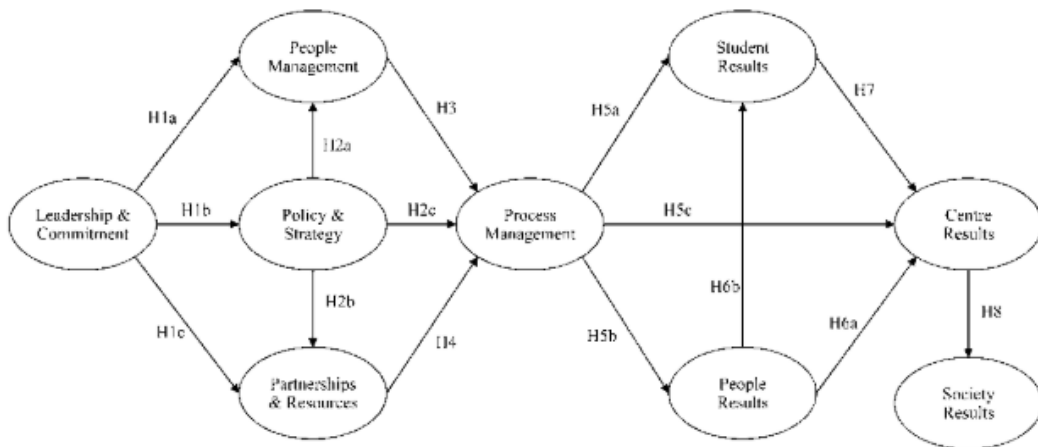 People
Management
Student
Results
H1a
H3
H5a
H7
H2a
Leadership &
Commitment
H1b
Policy &
Strategy
H2c
Process
Management
H5c
Centre
Results
H1c
H2b
H4
H5b
H6b
H6a
H8
Partnerships
& Resources
People
Results
Society
Results